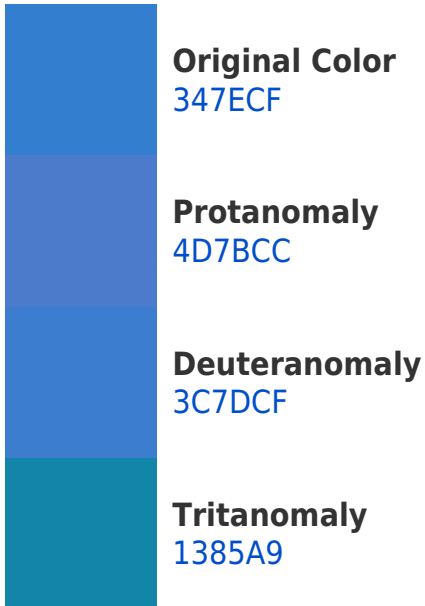 Original Color
347ECF
Protanomaly
4D7BCC
Deuteranomaly
3C7DCF
Tritanomaly
1385A9